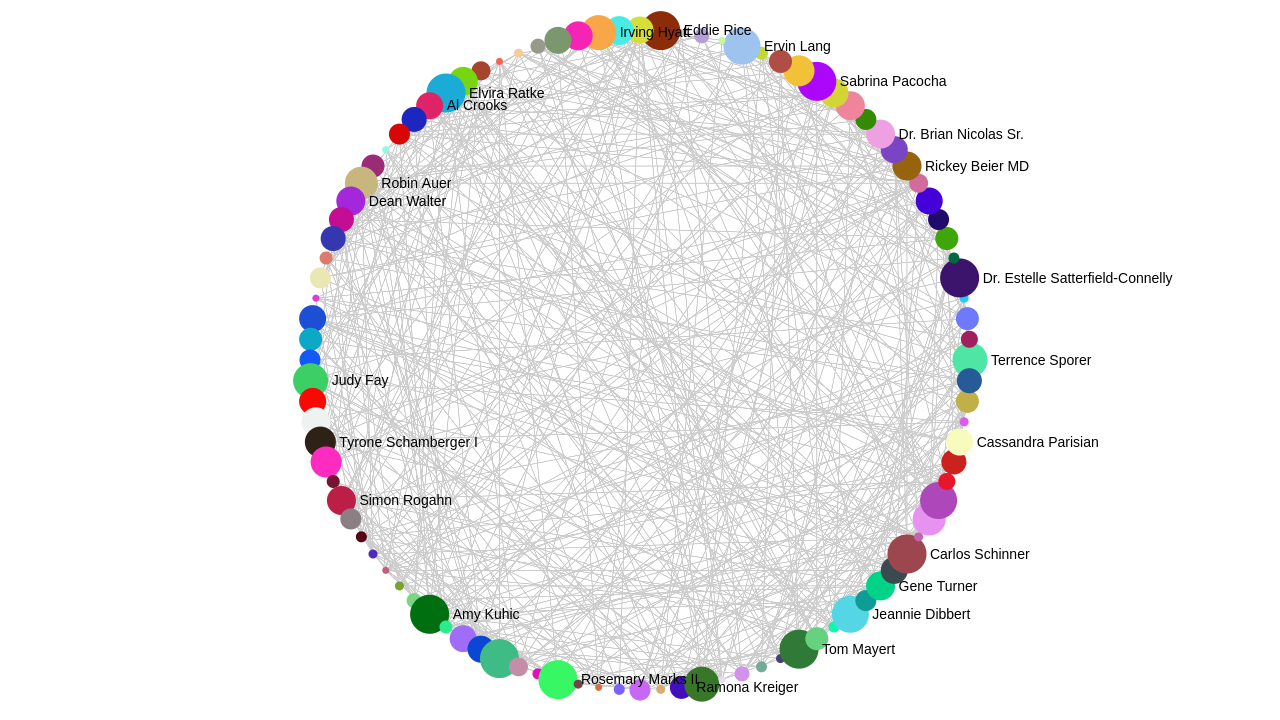 Eddie Rice
Irving Hyatt
Ervin Lang
Sabrina Pacocha
Elvira Ratke
Al Crooks
Dr. Brian Nicolas Sr.
Rickey Beier MD
Robin Auer
Dean Walter
Dr. Estelle Satterfield-Connelly
Terrence Sporer
Judy Fay
Tyrone Schamberger I
Cassandra Parisian
Simon Rogahn
Carlos Schinner
Gene Turner
Amy Kuhic
Jeannie Dibbert
Tom Mayert
Rosemary Marks II
Ramona Kreiger